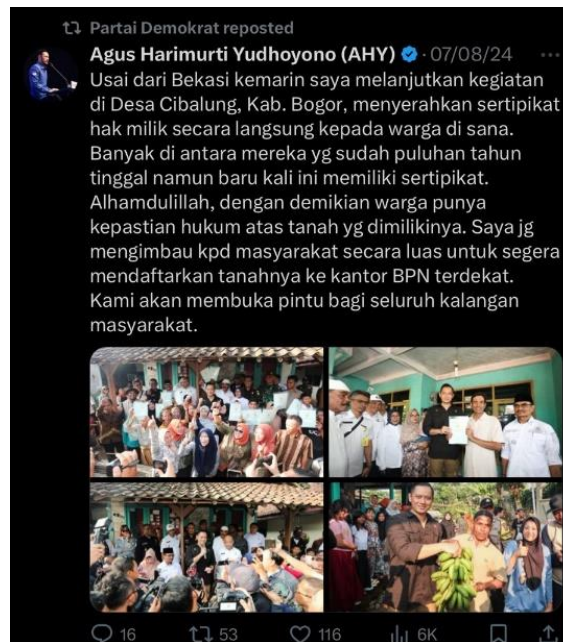 Partai Demokrat reposted
Agus Harimurti Yudhoyono (AHY) · 07/08/24
Usai dari Bekasi kemarin saya melanjutkan kegiatan
di Desa Cibalung, Kab. Bogor, menyerahkan sertipikat
hak milik secara langsung kepada warga di sana.
Banyak di antara mereka yg sudah puluhan tahun
tinggal namun baru kali ini memiliki sertipikat.
Alhamdulillah, dengan demikian warga punya
kepastian hukum atas tanah yg dimilikinya. Saya jg
mengimbau kpd masyarakat secara luas untuk segera
mendaftarkan tanahnya ke kantor BPN terdekat.
Kami akan membuka pintu bagi seluruh kalangan
masyarakat.
16 53 116 6K